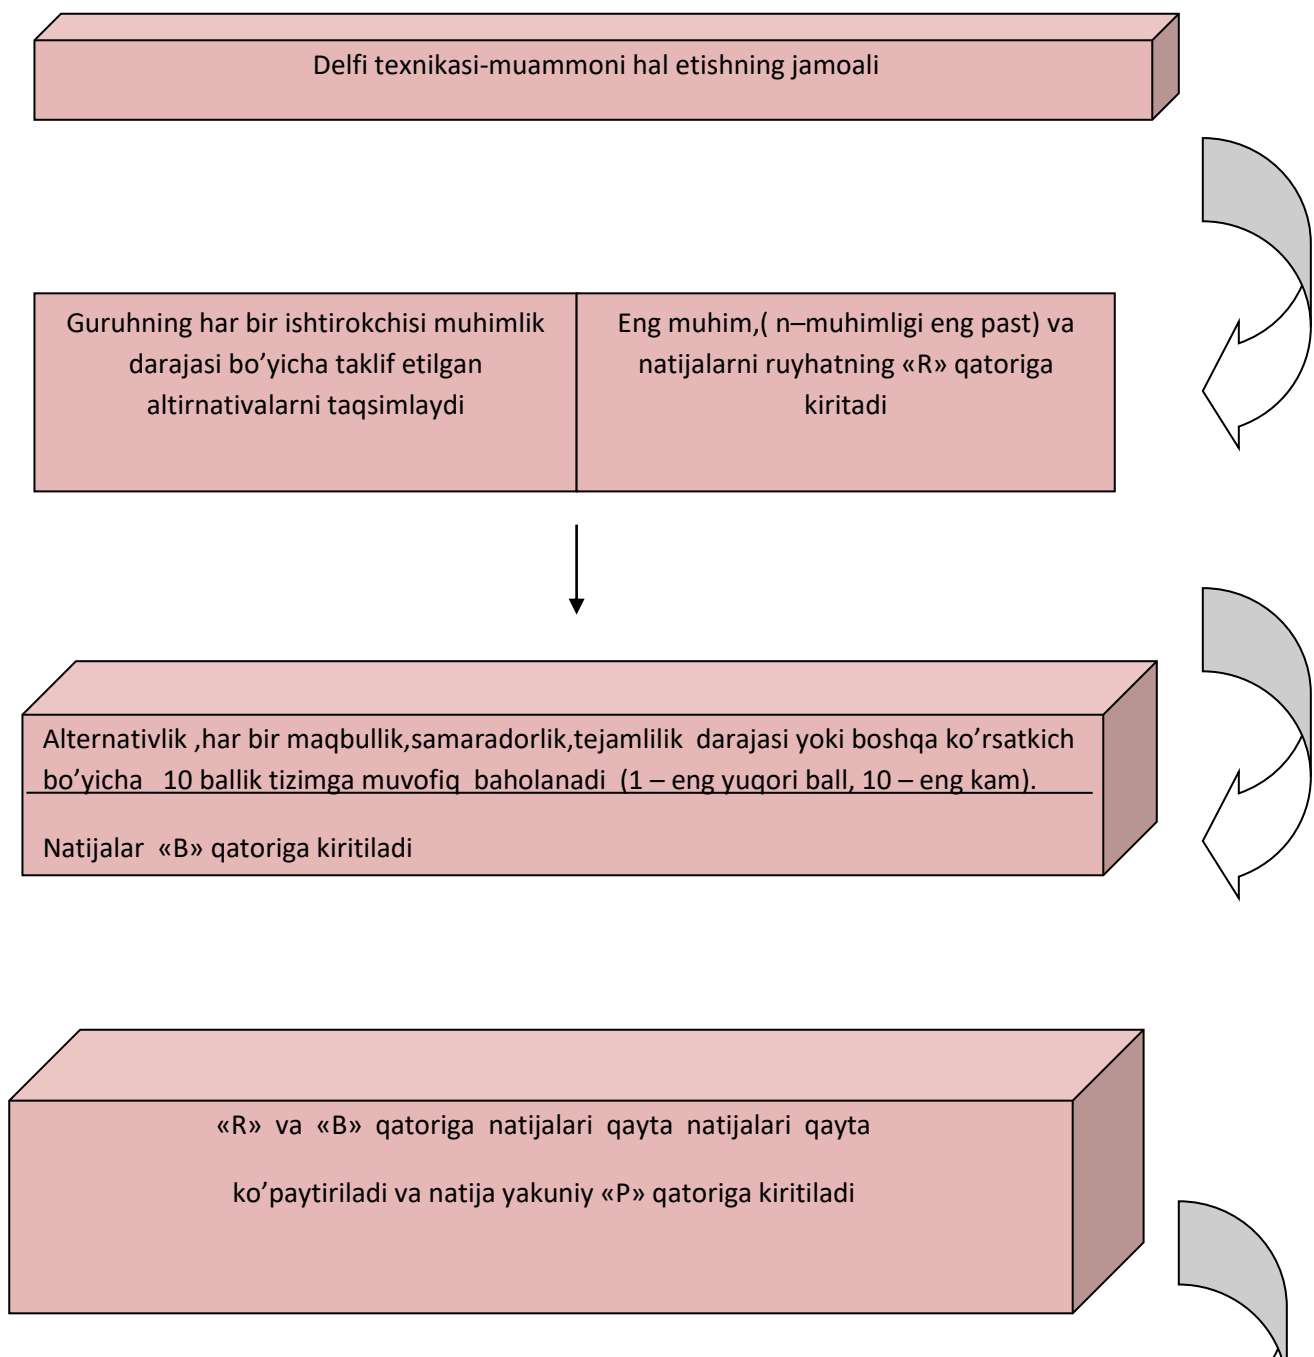 Delfi texnikasi-muammoni hal etishning jamoali
Guruhning har bir ishtirokchisi muhimlik
darajasi bo’yicha taklif etilgan
altirnativalarni taqsimlaydi
Eng muhim,( n–muhimligi eng past) va
natijalarni ruyhatning «R» qatoriga
kiritadi
Alternativlik ,har bir maqbullik,samaradorlik,tejamlilik darajasi yoki boshqa ko’rsatkich
bo’yicha 10 ballik tizimga muvofiq baholanadi (1 – eng yuqori ball, 10 – eng kam).
Natijalar «B» qatoriga kiritiladi
«R» va «B» qatoriga natijalari qayta natijalari qayta
ko’paytiriladi va natija yakuniy «P» qatoriga kiritiladi